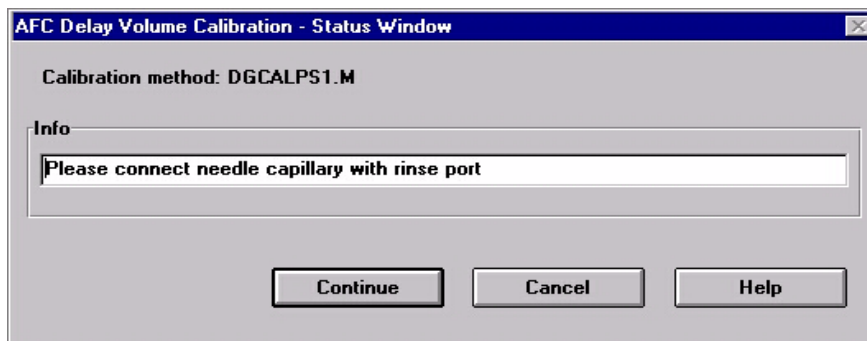 AFC Delay Volume Calibration - Status Window
Calibration method: DGCALPS1.M
Info
Please connect needle capillary with rinse port
Continue Cancel Help